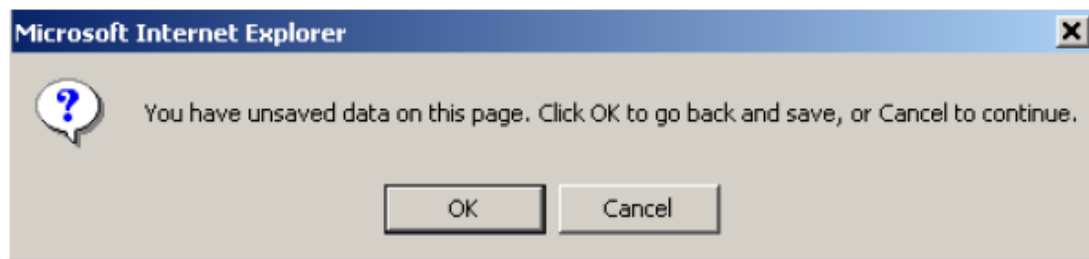 Microsoft Internet Explorer
You have unsaved data on this page. Click OK to go back and save, or Cancel to continue.
OK
Cancel